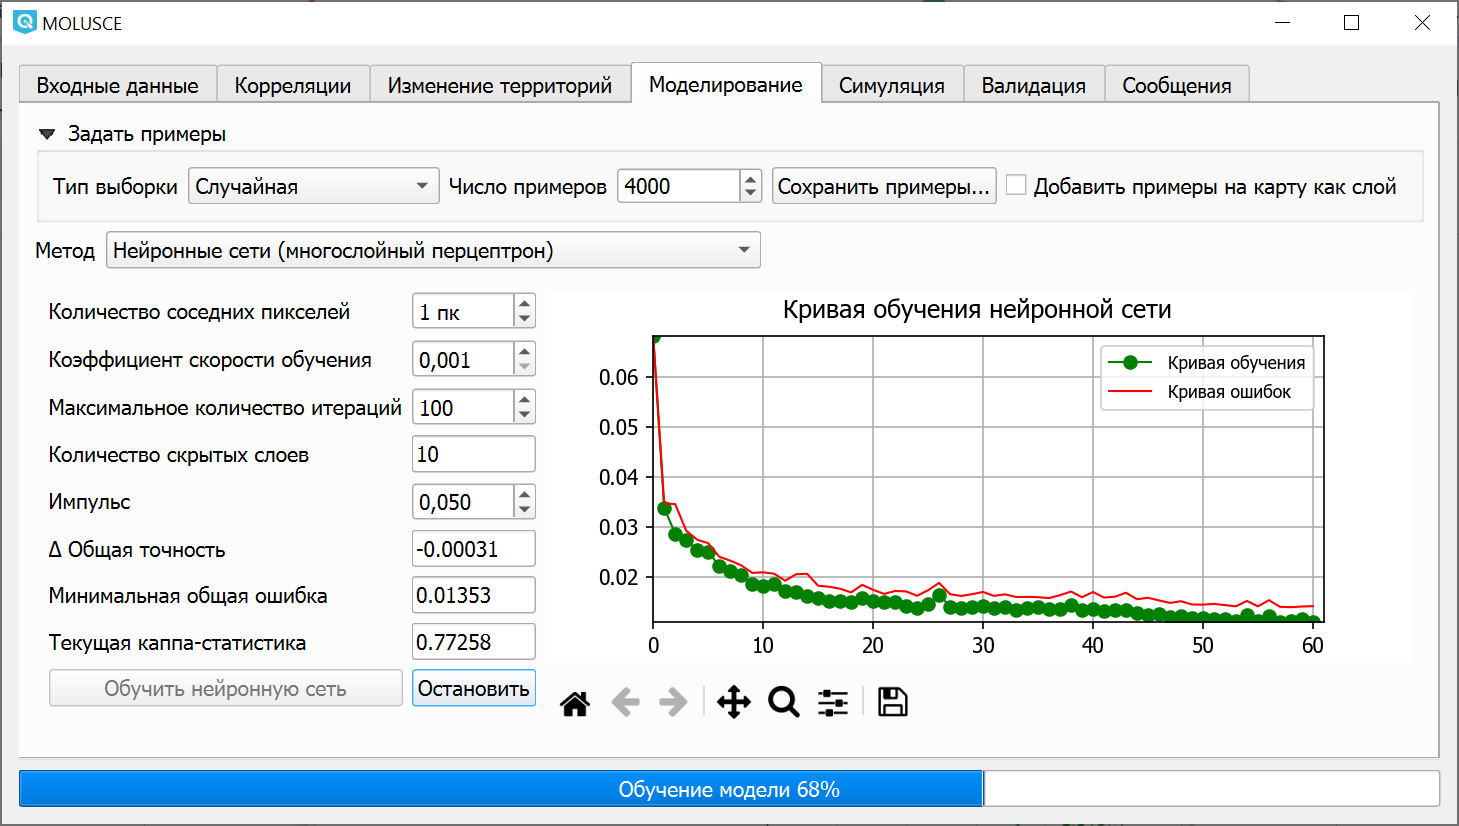 MOLUSCE
Входные данные Корреляции Изменение территорий Моделирование Симуляция Валидация Сообщения
Задать примеры
Тип выборки Случайная Число примеров 4000 Сохранить примеры... Добавить примеры на карту как слой
Метод Нейронные сети (многослойный перцептрон)
Количество соседних пикселей 1 пк
Коэффициент скорости обучения 0,001
Максимальное количество итераций 100
Количество скрытых слоев 10
Импульс 0,050
Δ Общая точность -0.00031
Минимальная общая ошибка 0.01353
Текущая каппа-статистика 0.77258
Обучить нейронную сеть Остановить
Кривая обучения нейронной сети
Кривая обучения
Кривая ошибок
0.06
0.05
0.04
0.03
0.02
0 10 20 30 40 50 60
Обучение модели 68%